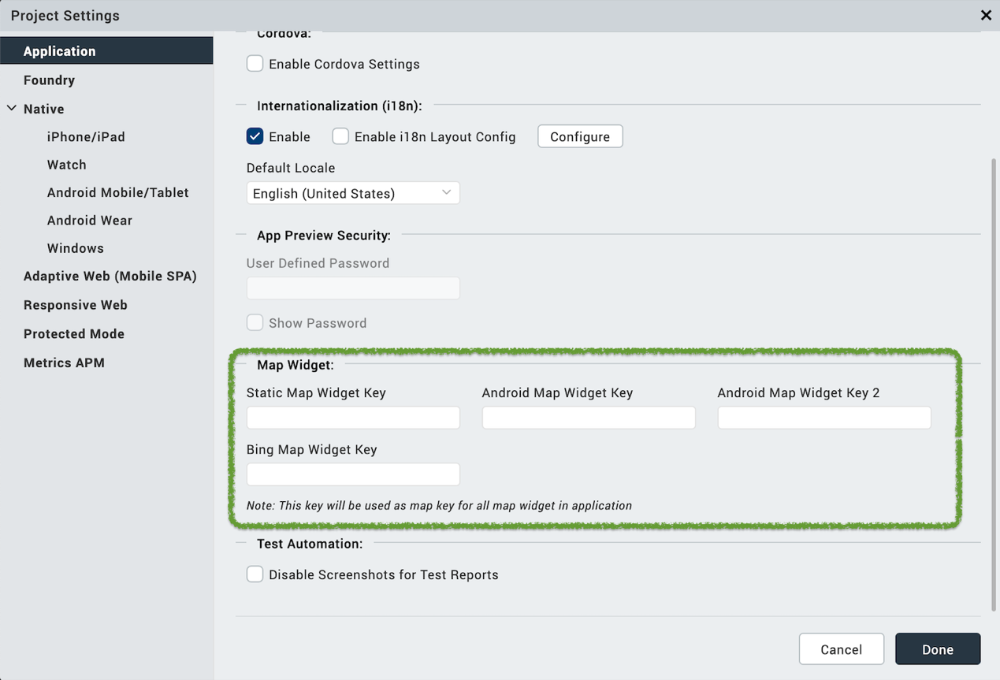 Project Settings
Application
Foundry
Native
iPhone/iPad
Watch
Android Mobile/Tablet
Android Wear
Windows
Adaptive Web (Mobile SPA)
Responsive Web
Protected Mode
Metrics APM
Cordova:
Enable Cordova Settings
Internationalization (i18n):
Enable Enable i18n Layout Config Configure
Default Locale
English (United States)
App Preview Security:
User Defined Password
Show Password
Map Widget:
Static Map Widget Key Android Map Widget Key Android Map Widget Key 2
Bing Map Widget Key
Note: This key will be used as map key for all map widget in application
Test Automation:
Disable Screenshots for Test Reports
Cancel Done